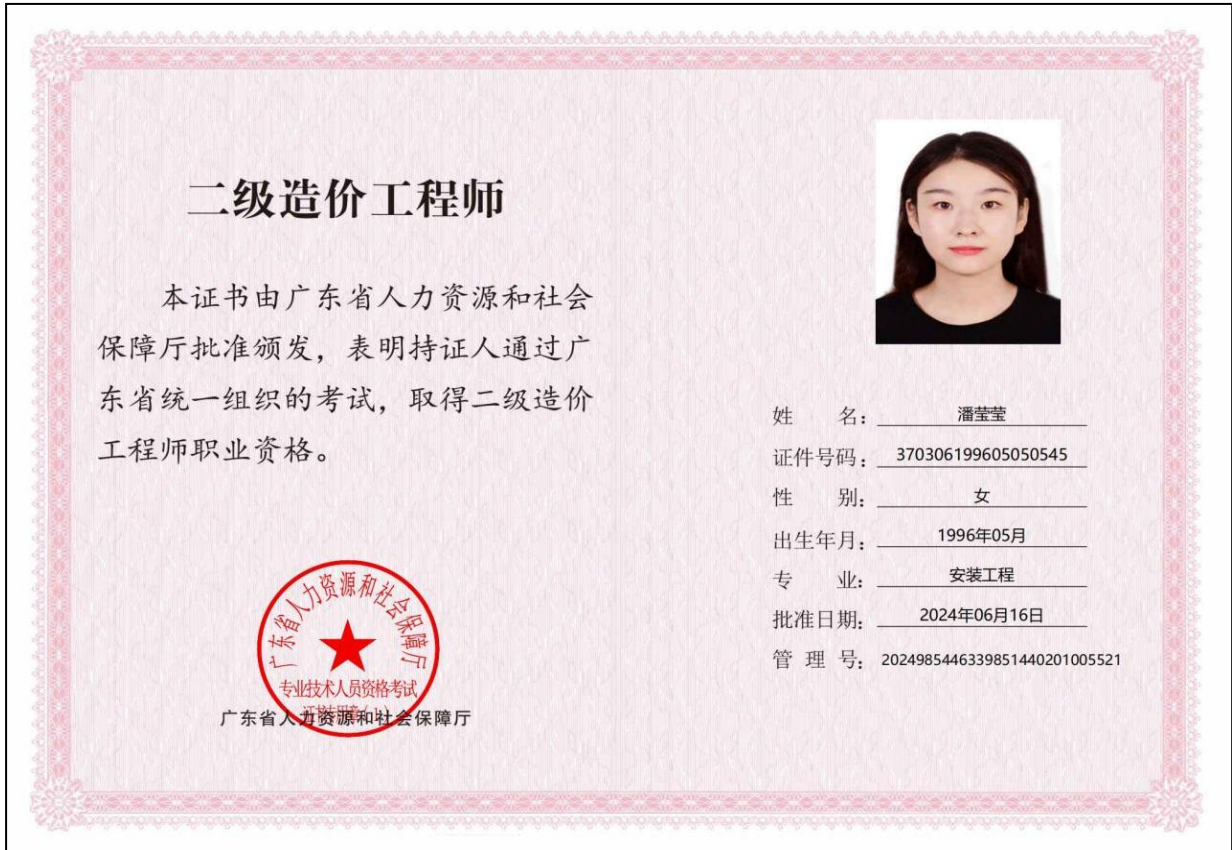 二级造价工程师
本证书由广东省人力资源和社会
保障厅批准颁发，表明持证人通过广
东省统一组织的考试，取得二级造价
工程师职业资格。
广东省人力资源和社会保障厅
专业技术人员资格考试
证书专用章(1)
广东省人力资源和社会保障厅
姓 名：潘莹莹
证件号码：370306199605050545
性 别：女
出生年月：1996年05月
专 业：安装工程
批准日期：2024年06月16日
管 理 号：2024985446339851440201005521